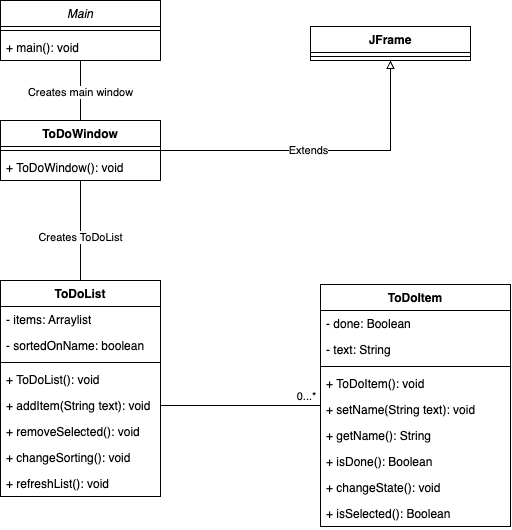 Main
+ main(): void
JFrame
Creates main window
ToDoWindow
+ ToDoWindow(): void
Extends
Creates ToDoList
ToDoList
- items: Arraylist
- sortedOnName: boolean
+ ToDoList(): void
+ addItem(String text): void
+ removeSelected(): void
+ changeSorting(): void
+ refreshList(): void
0...*
ToDoItem
- done: Boolean
- text: String
+ ToDoItem(): void
+ setName(String text): void
+ getName(): String
+ isDone(): Boolean
+ changeState(): void
+ isSelected(): Boolean